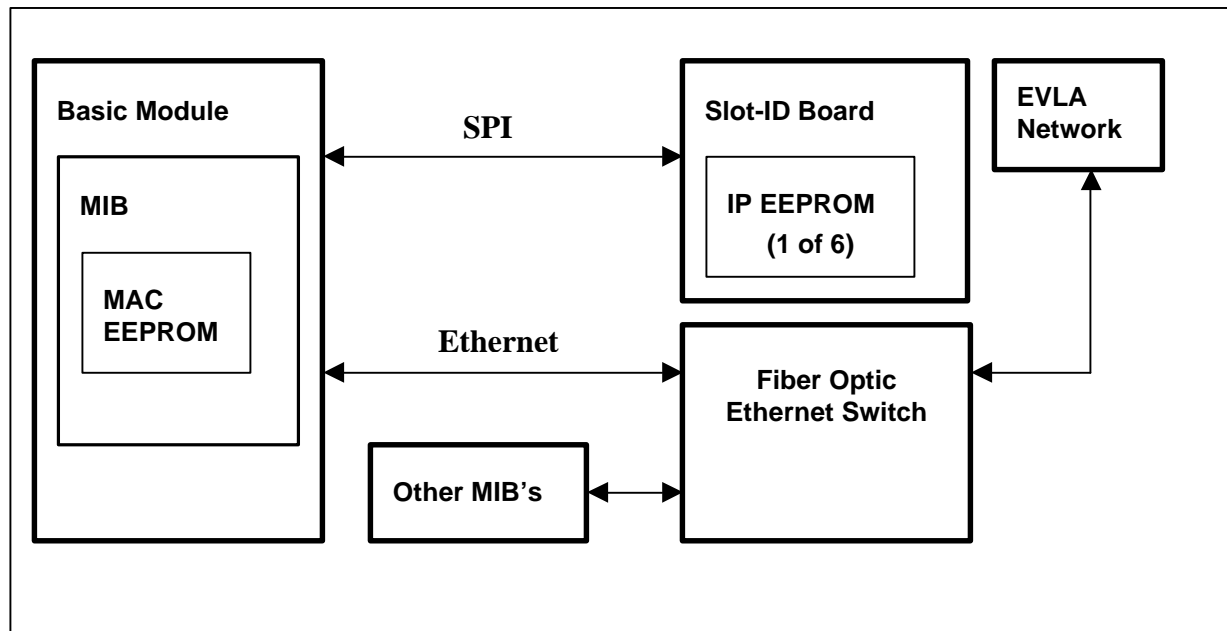 Basic Module
MIB
MAC
EEPROM
SPI
Ethernet
Slot-ID Board
IP EEPROM
(1 of 6)
EVLA
Network
Fiber Optic
Ethernet Switch
Other MIB's